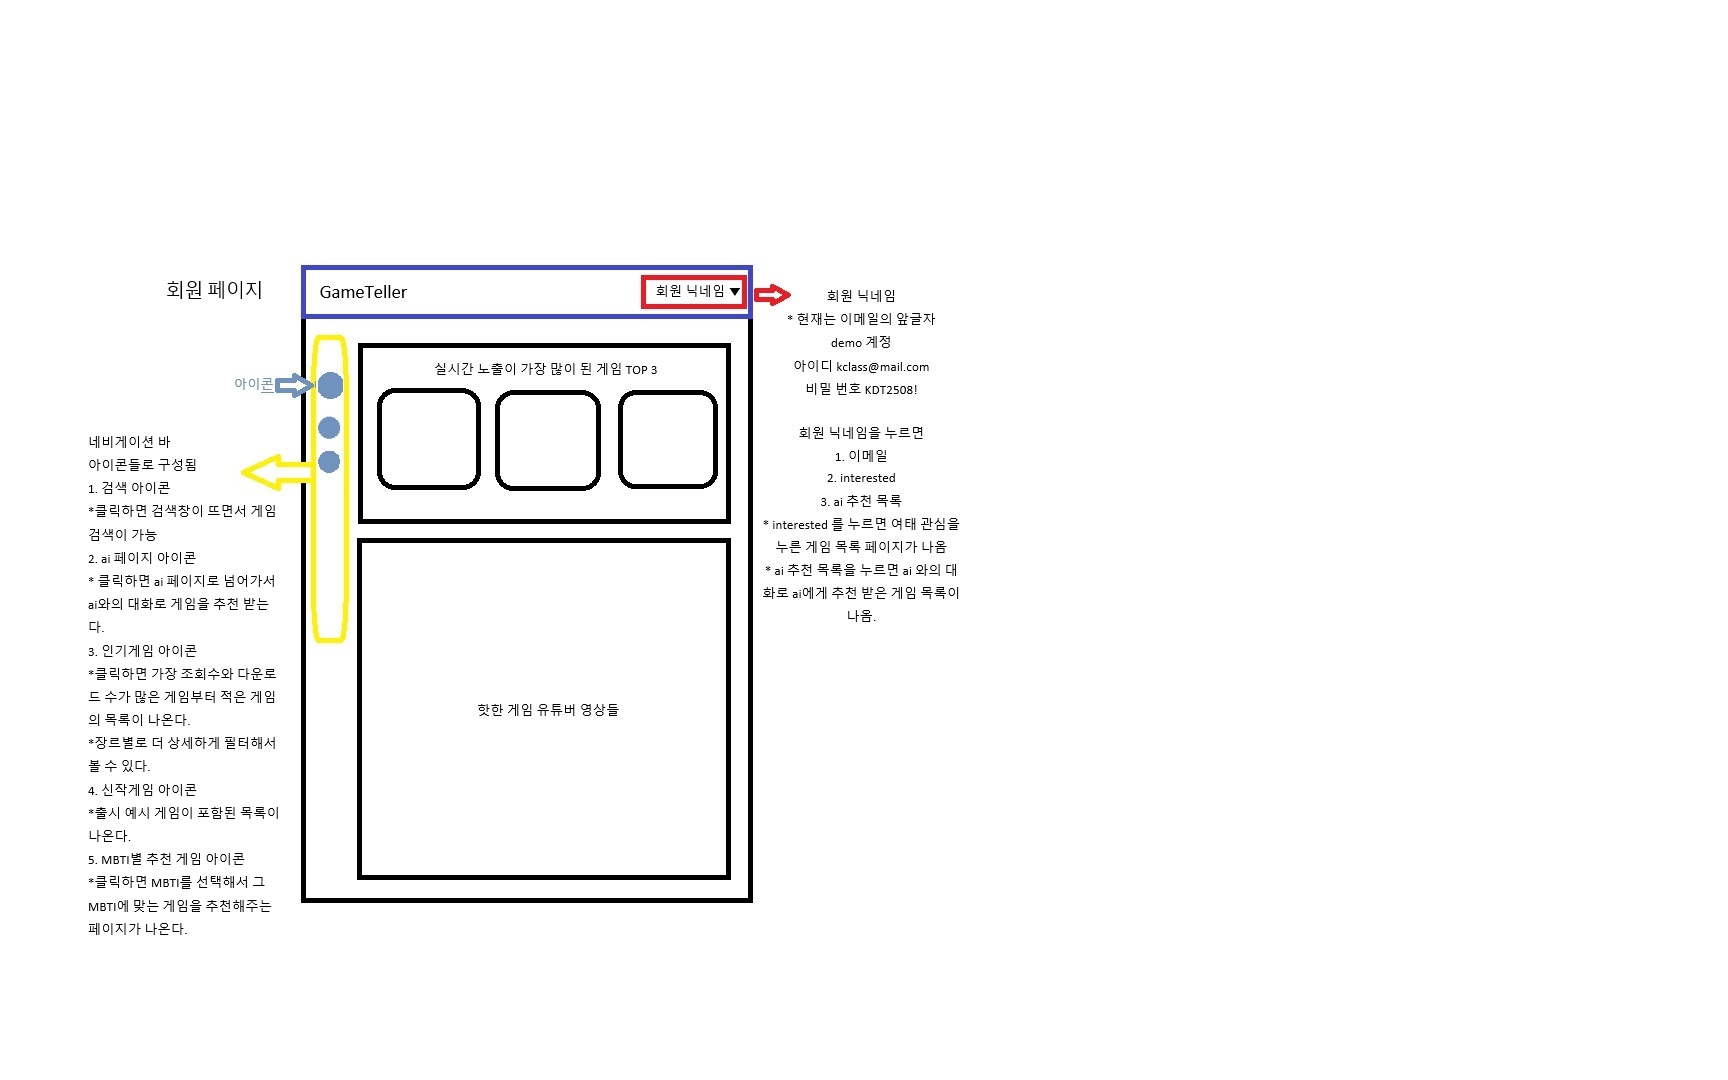 회원 페이지
GameTeller
회원 닉네임▼
아이콘
네비게이션 바
아이콘들로 구성됨
1. 검색 아이콘
*클릭하면 검색창이 뜨면서 게임
검색이 가능
2. ai 페이지 아이콘
* 클릭하면 ai 페이지로 넘어가서
ai와의 대화로 게임을 추천 받는
다.
3. 인기게임 아이콘
*클릭하면 가장 조회수와 다운로
드 수가 많은 게임부터 적은 게임
의 목록이 나온다.
*장르별로 더 상세하게 필터해서
볼 수 있다.
4. 신작게임 아이콘
*출시 예시 게임이 포함된 목록이
나온다.
5. MBTI별 추천 게임 아이콘
*클릭하면 MBTI를 선택해서 그
MBTI에 맞는 게임을 추천해주는
페이지가 나온다.
실시간 노출이 가장 많이 된 게임 TOP 3
핫한 게임 유튜버 영상들
회원 닉네임
* 현재는 이메일의 앞글자
demo 계정
아이디 kclass@mail.com
비밀 번호 KDT2508!
회원 닉네임을 누르면
1. 이메일
2. interested
3. ai 추천 목록
* interested 를 누르면 여태 관심을
누른 게임 목록 페이지가 나옴
* ai 추천 목록을 누르면 ai 와의 대
화로 ai에게 추천 받은 게임 목록이
나옴.